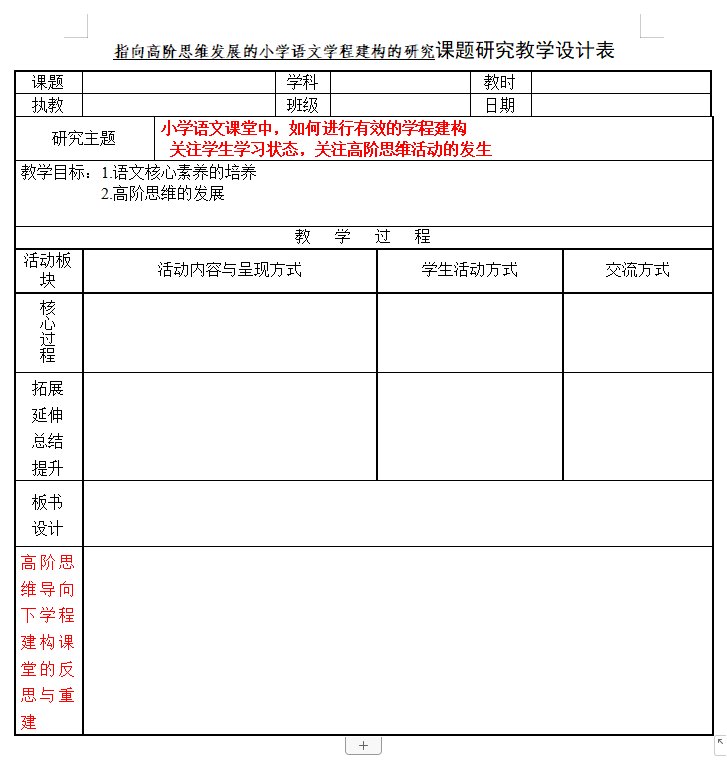 指向高阶思维发展的小学语文学程建构的研究课题研究教学设计表
课题 学科 教时
执教 班级 日期
研究主题
小学语文课堂中，如何进行有效的学程建构
关注学生学习状态，关注高阶思维活动的发生
教学目标：1.语文核心素养的培养
2.高阶思维的发展
教 学 过 程
活动板
块
活动内容与呈现方式 学生活动方式 交流方式
核
心
过
程
拓展
延伸
总结
提升
板书
设计
高阶思
维导向
下学程
建构课
堂的反
思与重
建